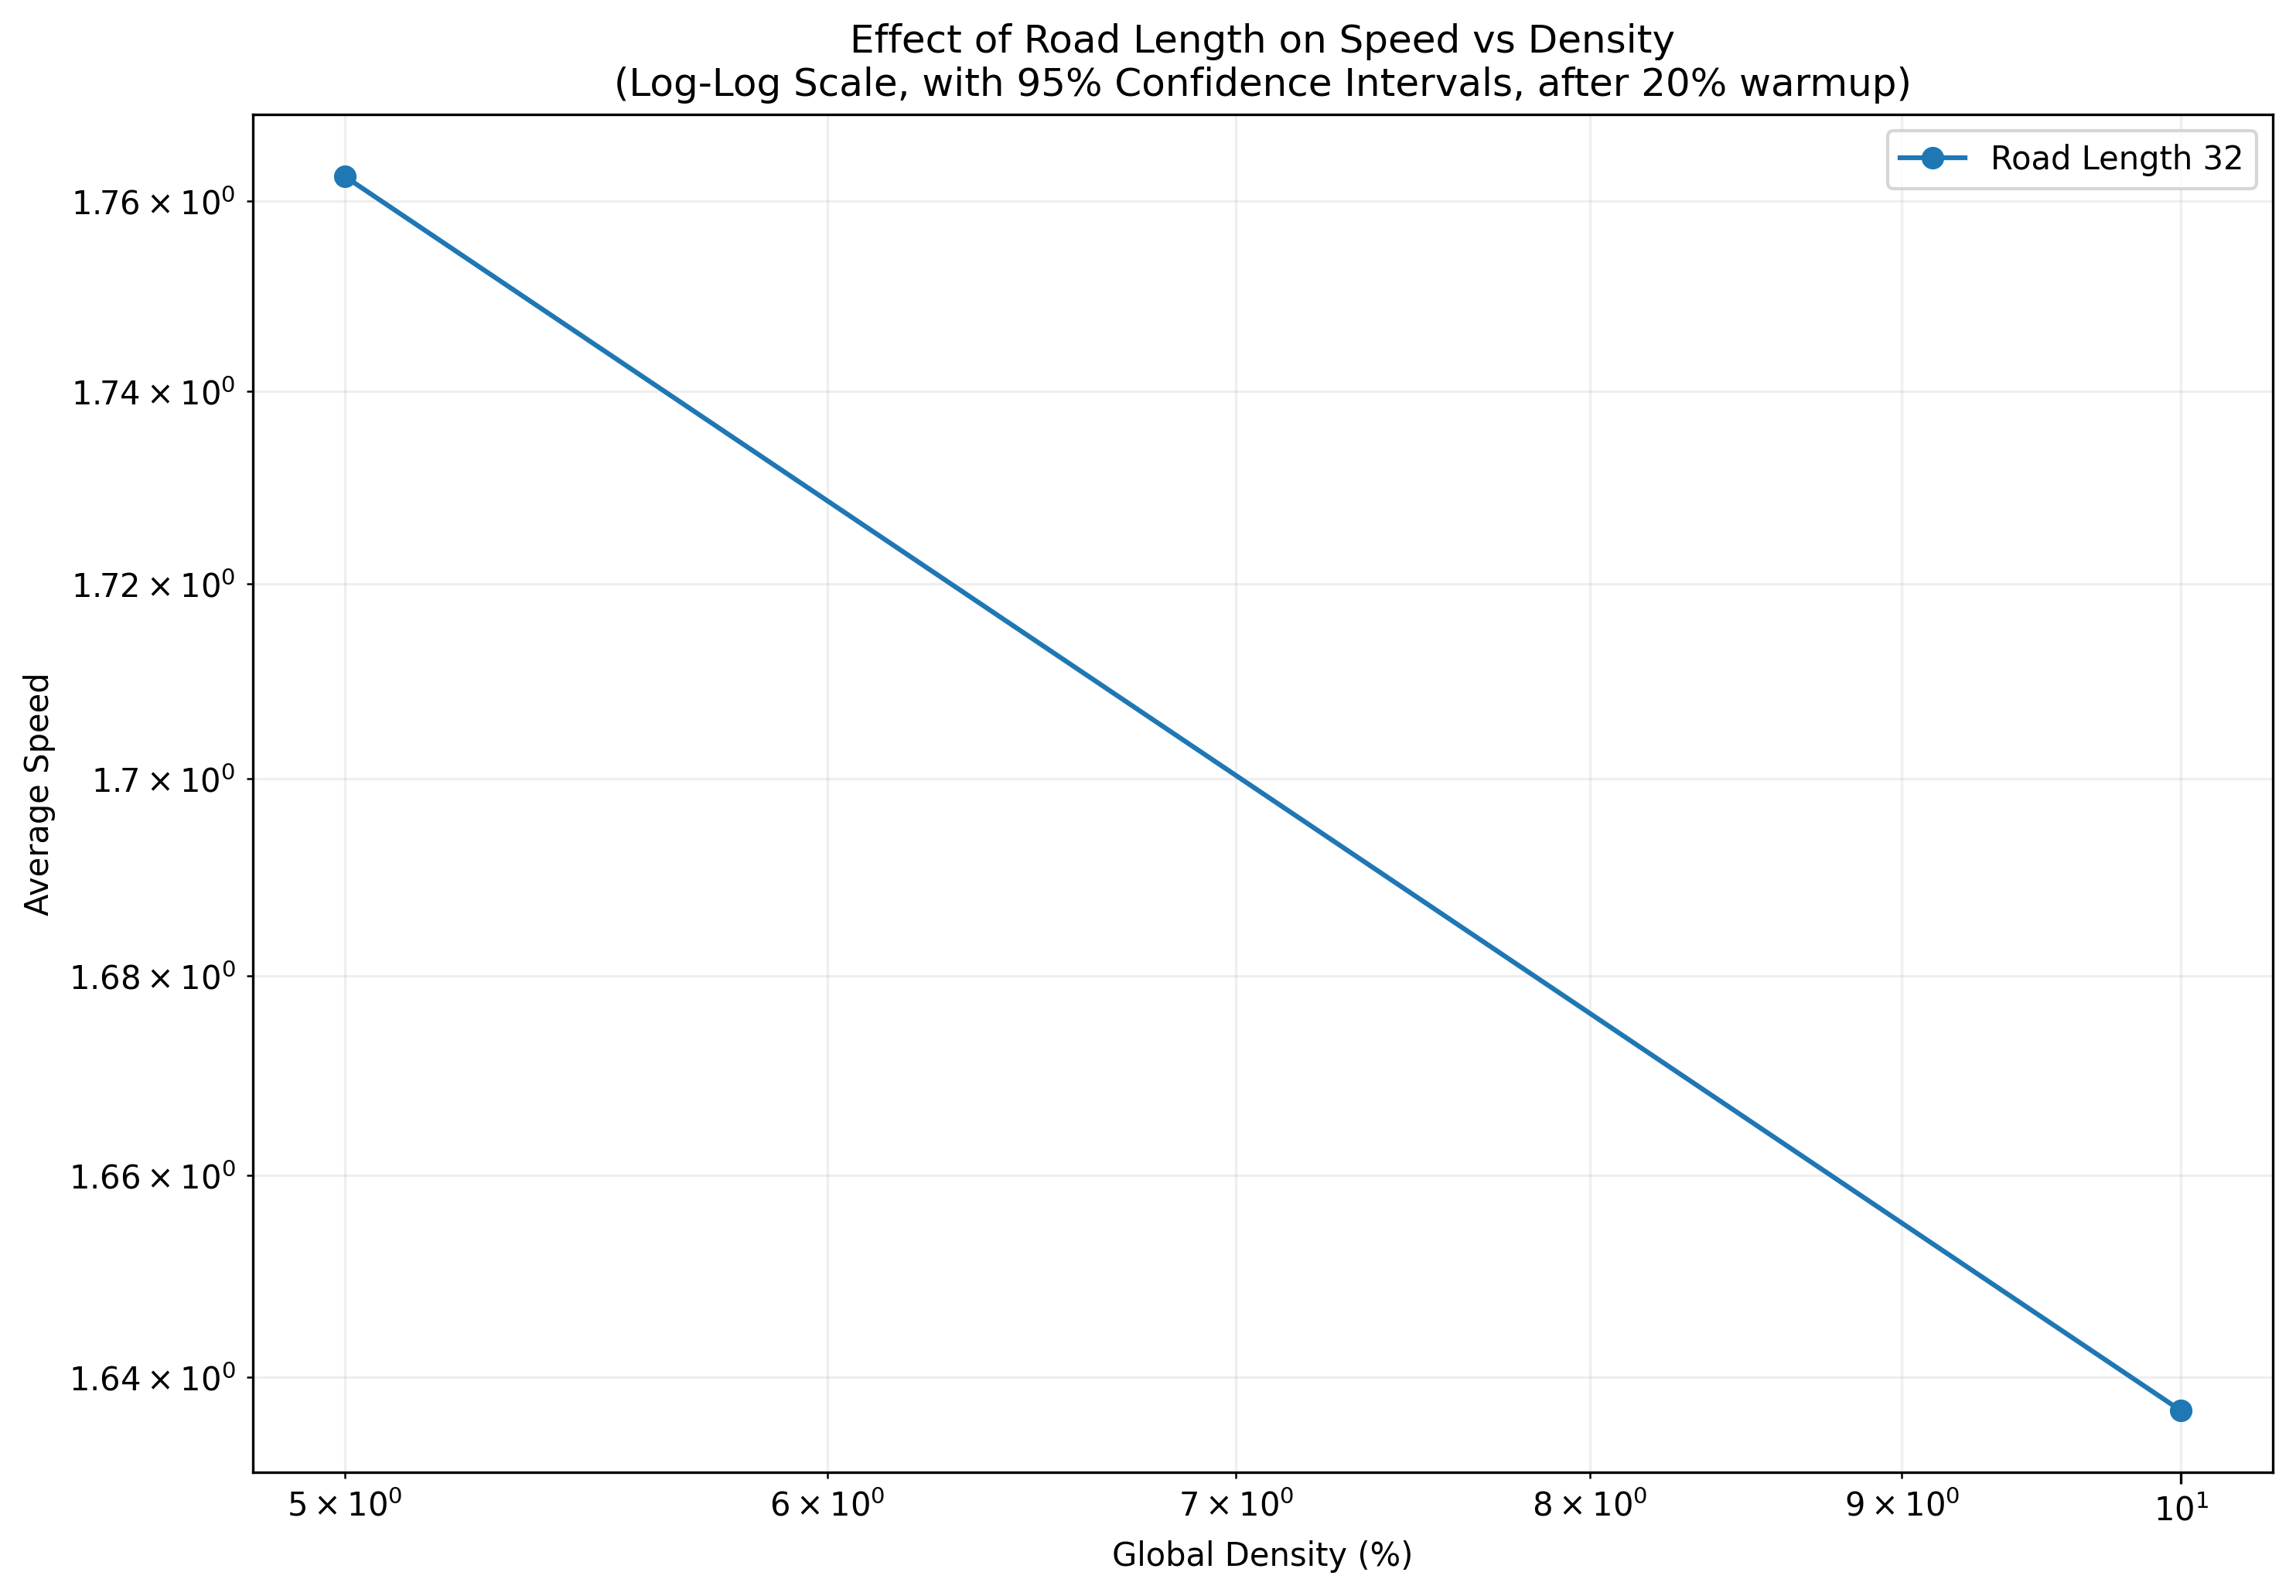 Effect of Road Length on Speed vs Density
(Log-Log Scale, with 95% Confidence Intervals, after 20% warmup)
Road Length 32
1.76 × 10⁰
1.74 × 10⁰
1.72 × 10⁰
1.7 × 10⁰
1.68 × 10⁰
1.66 × 10⁰
1.64 × 10⁰
Average Speed
5 × 10⁰ 6 × 10⁰ 7 × 10⁰ 8 × 10⁰ 9 × 10⁰ 10¹
Global Density (%)